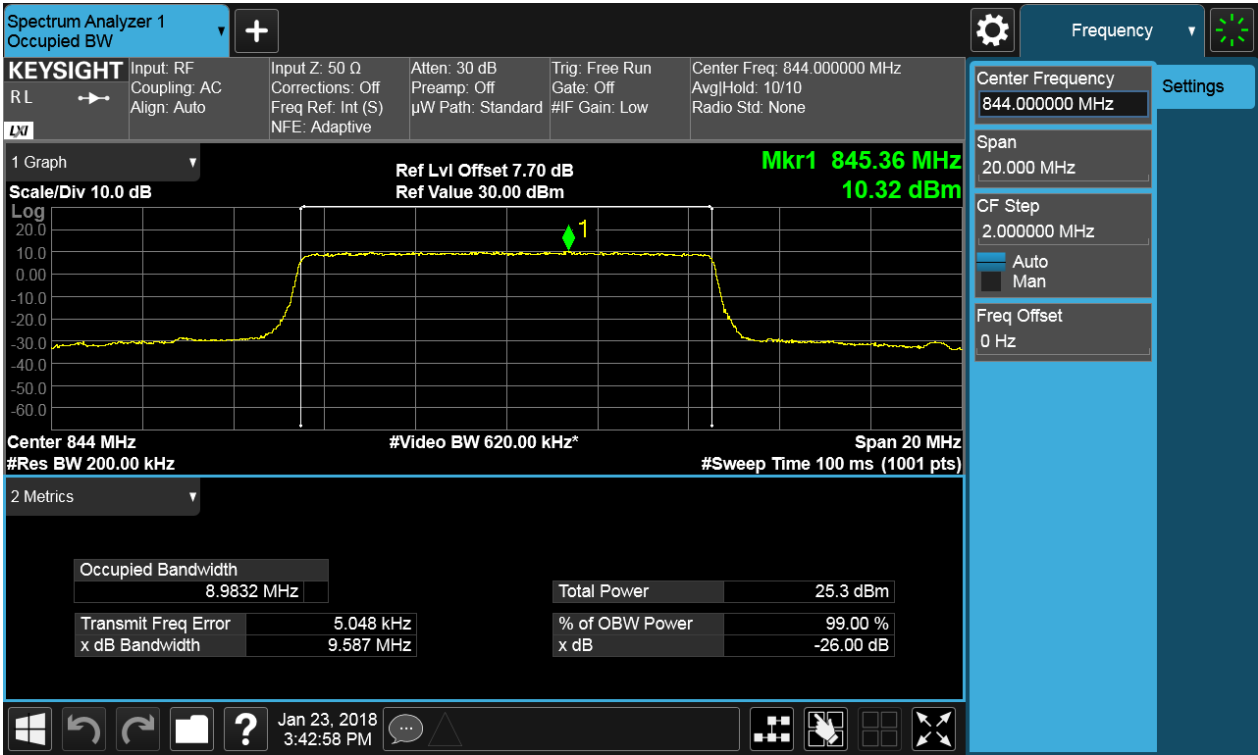 Spectrum Analyzer 1
Occupied BW
+
Frequency
KEYSIGHT
R L
LXI
Input: RF
Coupling: AC
Align: Auto
Input Z: 50 Ω
Corrections: Off
Freq Ref: Int (S)
NFE: Adaptive
Atten: 30 dB
Preamp: Off
µW Path: Standard
Trig: Free Run
Gate: Off
#IF Gain: Low
Center Freq: 844.000000 MHz
Avg|Hold: 10/10
Radio Std: None
1 Graph
Scale/Div 10.0 dB
Ref Lvl Offset 7.70 dB
Ref Value 30.00 dBm
Mkr1 845.36 MHz
10.32 dBm
Log
20.0
10.0
0.00
-10.0
-20.0
-30.0
-40.0
-50.0
-60.0
1
Center 844 MHz
#Video BW 620.00 kHz*
Span 20 MHz
#Res BW 200.00 kHz
#Sweep Time 100 ms (1001 pts)
2 Metrics
Occupied Bandwidth
8.9832 MHz
Total Power 25.3 dBm
Transmit Freq Error 5.048 kHz
% of OBW Power 99.00 %
x dB Bandwidth 9.587 MHz
x dB -26.00 dB
Center Frequency
844.000000 MHz
Settings
Span
20.000 MHz
CF Step
2.000000 MHz
Auto
Man
Freq Offset
0 Hz
?
Jan 23, 2018
3:42:58 PM